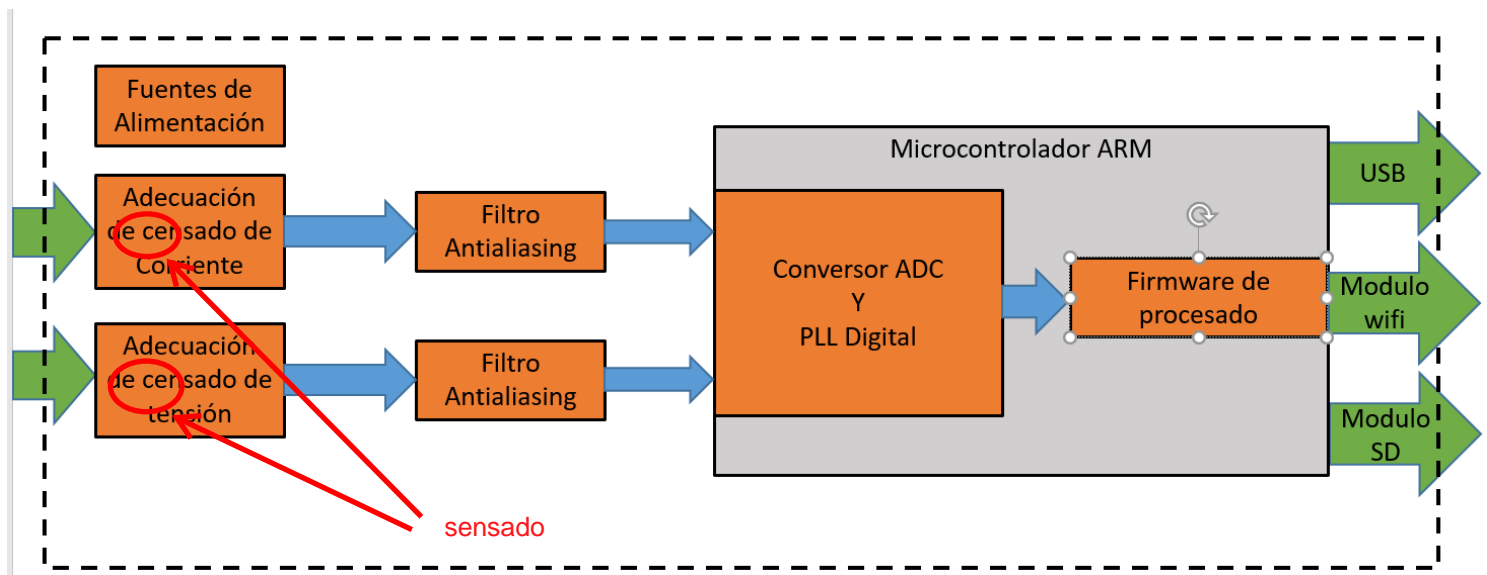 Fuentes de
Alimentación
Adecuación
de censado de
Corriente
Filtro
Antialiasing
Adecuación
de censado de
tensión
Filtro
Antialiasing
Microcontrolador ARM
Conversor ADC
Y
PLL Digital
Firmware de
procesado
USB
Modulo
wifi
Modulo
SD
sensado